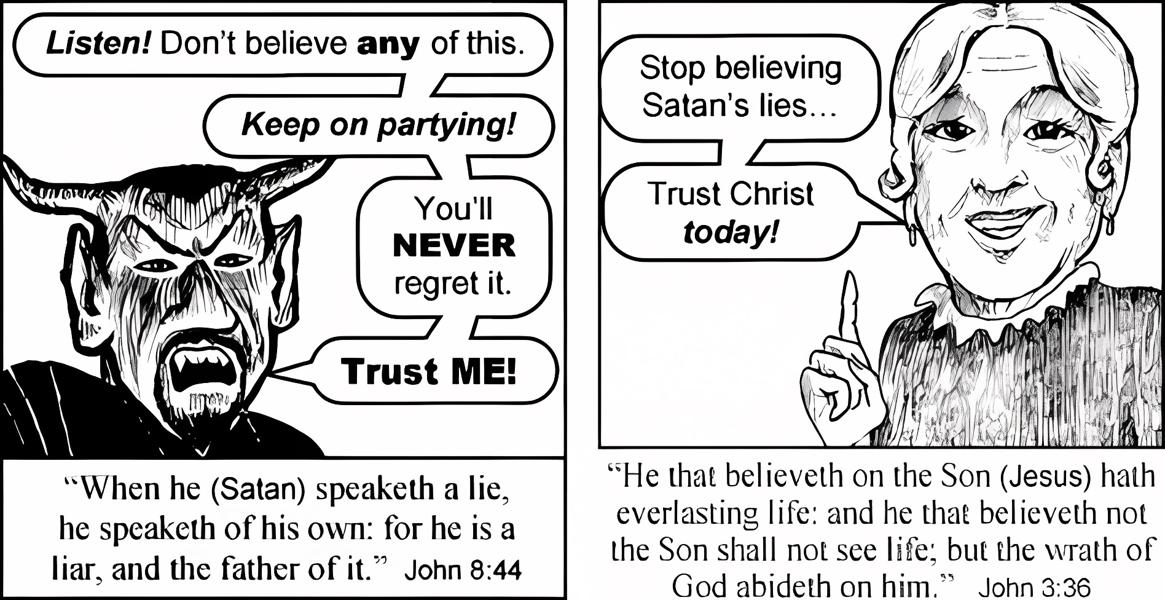 Listen! Don't believe any of this.
Keep on partying!
You'll
NEVER
regret it.
Trust ME!
“When he (Satan) speaketh a lie,
he speaketh of his own: for he is a
liar, and the father of it.” John 8:44
Stop believing
Satan's lies...
Trust Christ
today!
“He that believeth on the Son (Jesus) hath
everlasting life: and he that believeth not
the Son shall not see life; but the wrath of
God abideth on him.” John 3:36